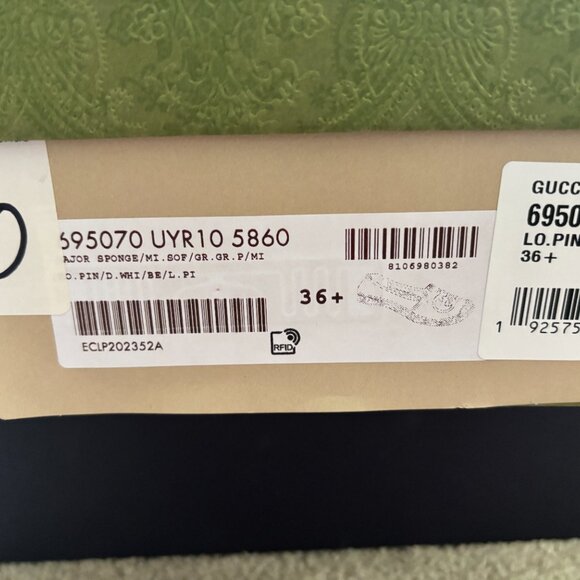 695070 UYR10 5860
AJOR SPONGE/MI.SOF/GR.GR.P/MI
O.PIN/D.WHI/BE/L.PI
8106980382
36+
ECLP202352A
RFID
GUCC
6950
LO.PIN
36+
1 92575